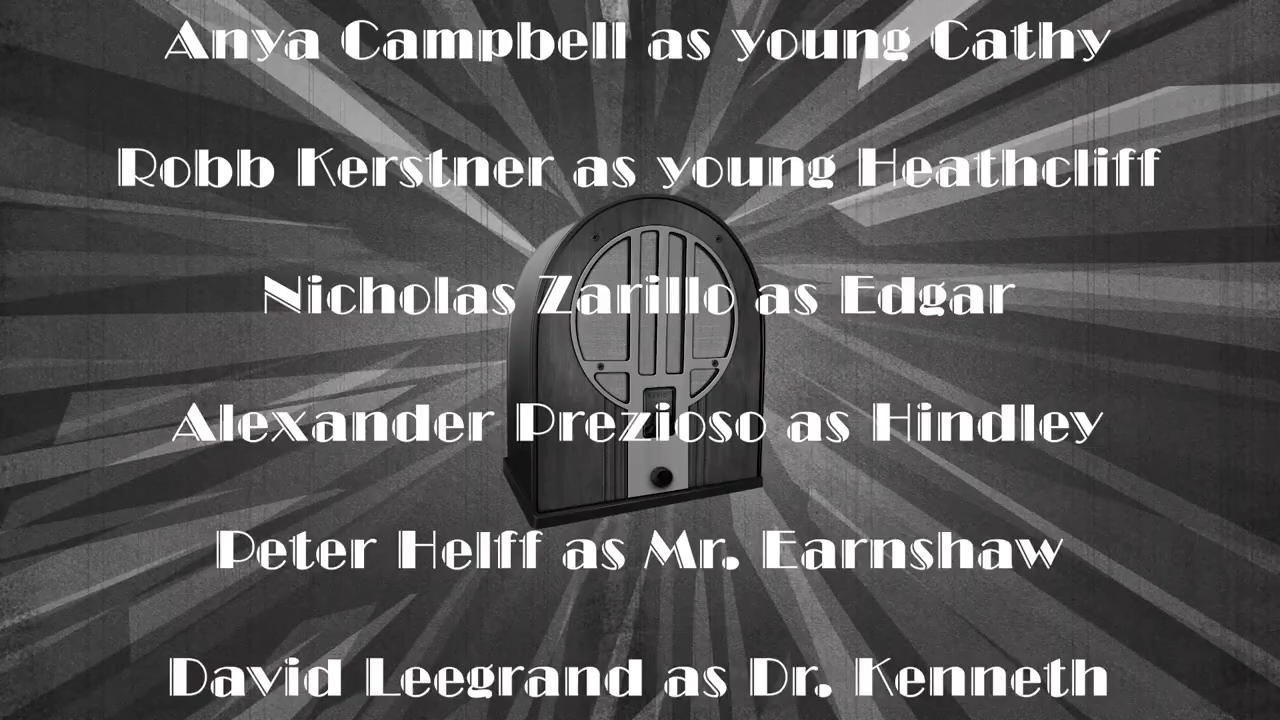 Anya Campbell as young Cathy
Robb Kerstner as young Heathcliff
Nicholas Zarillo as Edgar
Alexander Prezioso as Hindley
Peter Helff as Mr. Earnshaw
David Leegrand as Dr. Kenneth